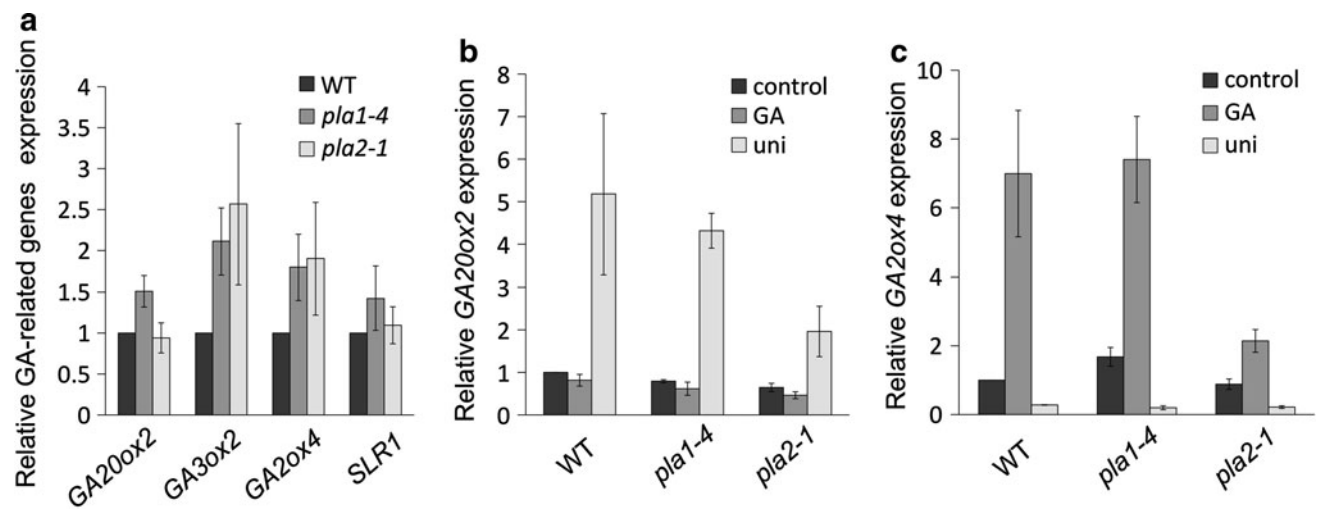 a
Relative GA-related genes expression
4
3.5
3
2.5
2
1.5
1
0.5
0
WT
pla1-4
pla2-1
GA20ox2
GA3ox2
GA2ox4
SLR1
b
Relative GA20ox2 expression
8
7
6
5
4
3
2
1
0
control
GA
uni
WT
pla1-4
pla2-1
c
Relative GA2ox4 expression
10
8
6
4
2
0
control
GA
uni
WT
pla1-4
pla2-1